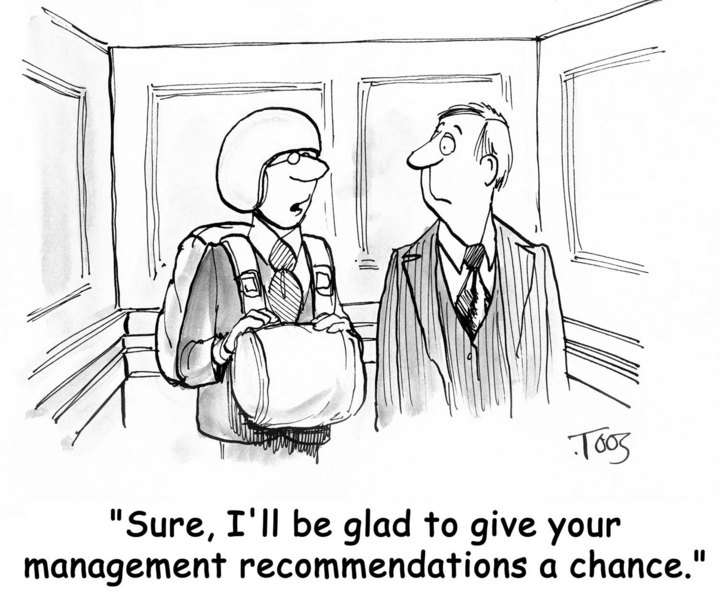 .Toos
"Sure, I'll be glad to give your
management recommendations a chance."